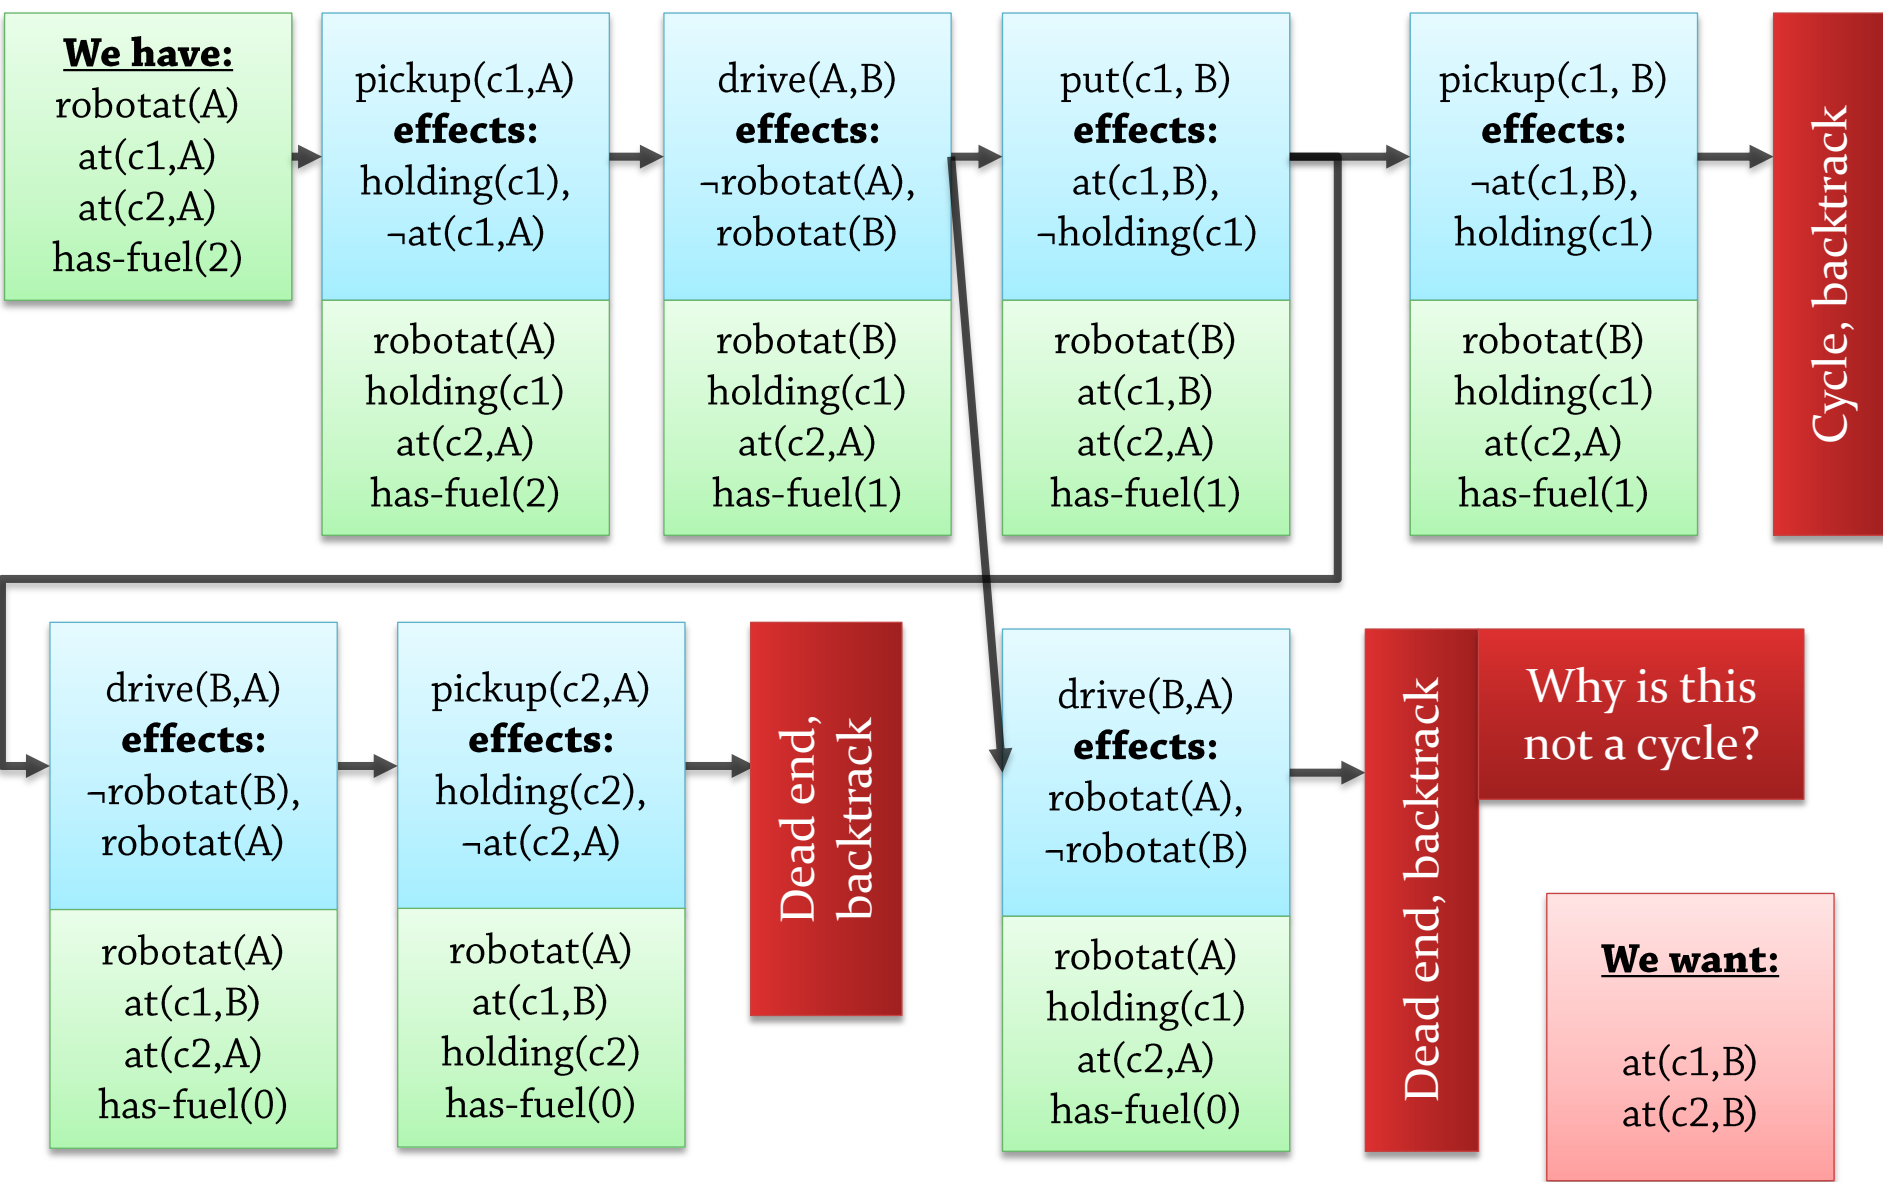 We have:
robotat(A)
at(c1,A)
at(c2,A)
has-fuel(2)
pickup(c1,A)
effects:
holding(c1),
¬at(c1,A)
robotat(A)
holding(c1)
at(c2,A)
has-fuel(2)
drive(A,B)
effects:
¬robotat(A),
robotat(B)
robotat(B)
holding(c1)
at(c2,A)
has-fuel(1)
put(c1, B)
effects:
at(c1,B),
¬holding(c1)
robotat(B)
at(c1,B)
at(c2,A)
has-fuel(1)
pickup(c1, B)
effects:
¬at(c1,B),
holding(c1)
robotat(B)
holding(c1)
at(c2,A)
has-fuel(1)
Cycle, backtrack
drive(B,A)
effects:
¬robotat(B),
robotat(A)
robotat(A)
at(c1,B)
at(c2,A)
has-fuel(0)
pickup(c2,A)
effects:
holding(c2),
¬at(c2,A)
robotat(A)
at(c1,B)
holding(c2)
has-fuel(0)
Dead end,
backtrack
drive(B,A)
effects:
robotat(A),
¬robotat(B)
robotat(A)
holding(c1)
at(c2,A)
has-fuel(0)
Dead end, backtrack
Why is this
not a cycle?
We want:
at(c1,B)
at(c2,B)